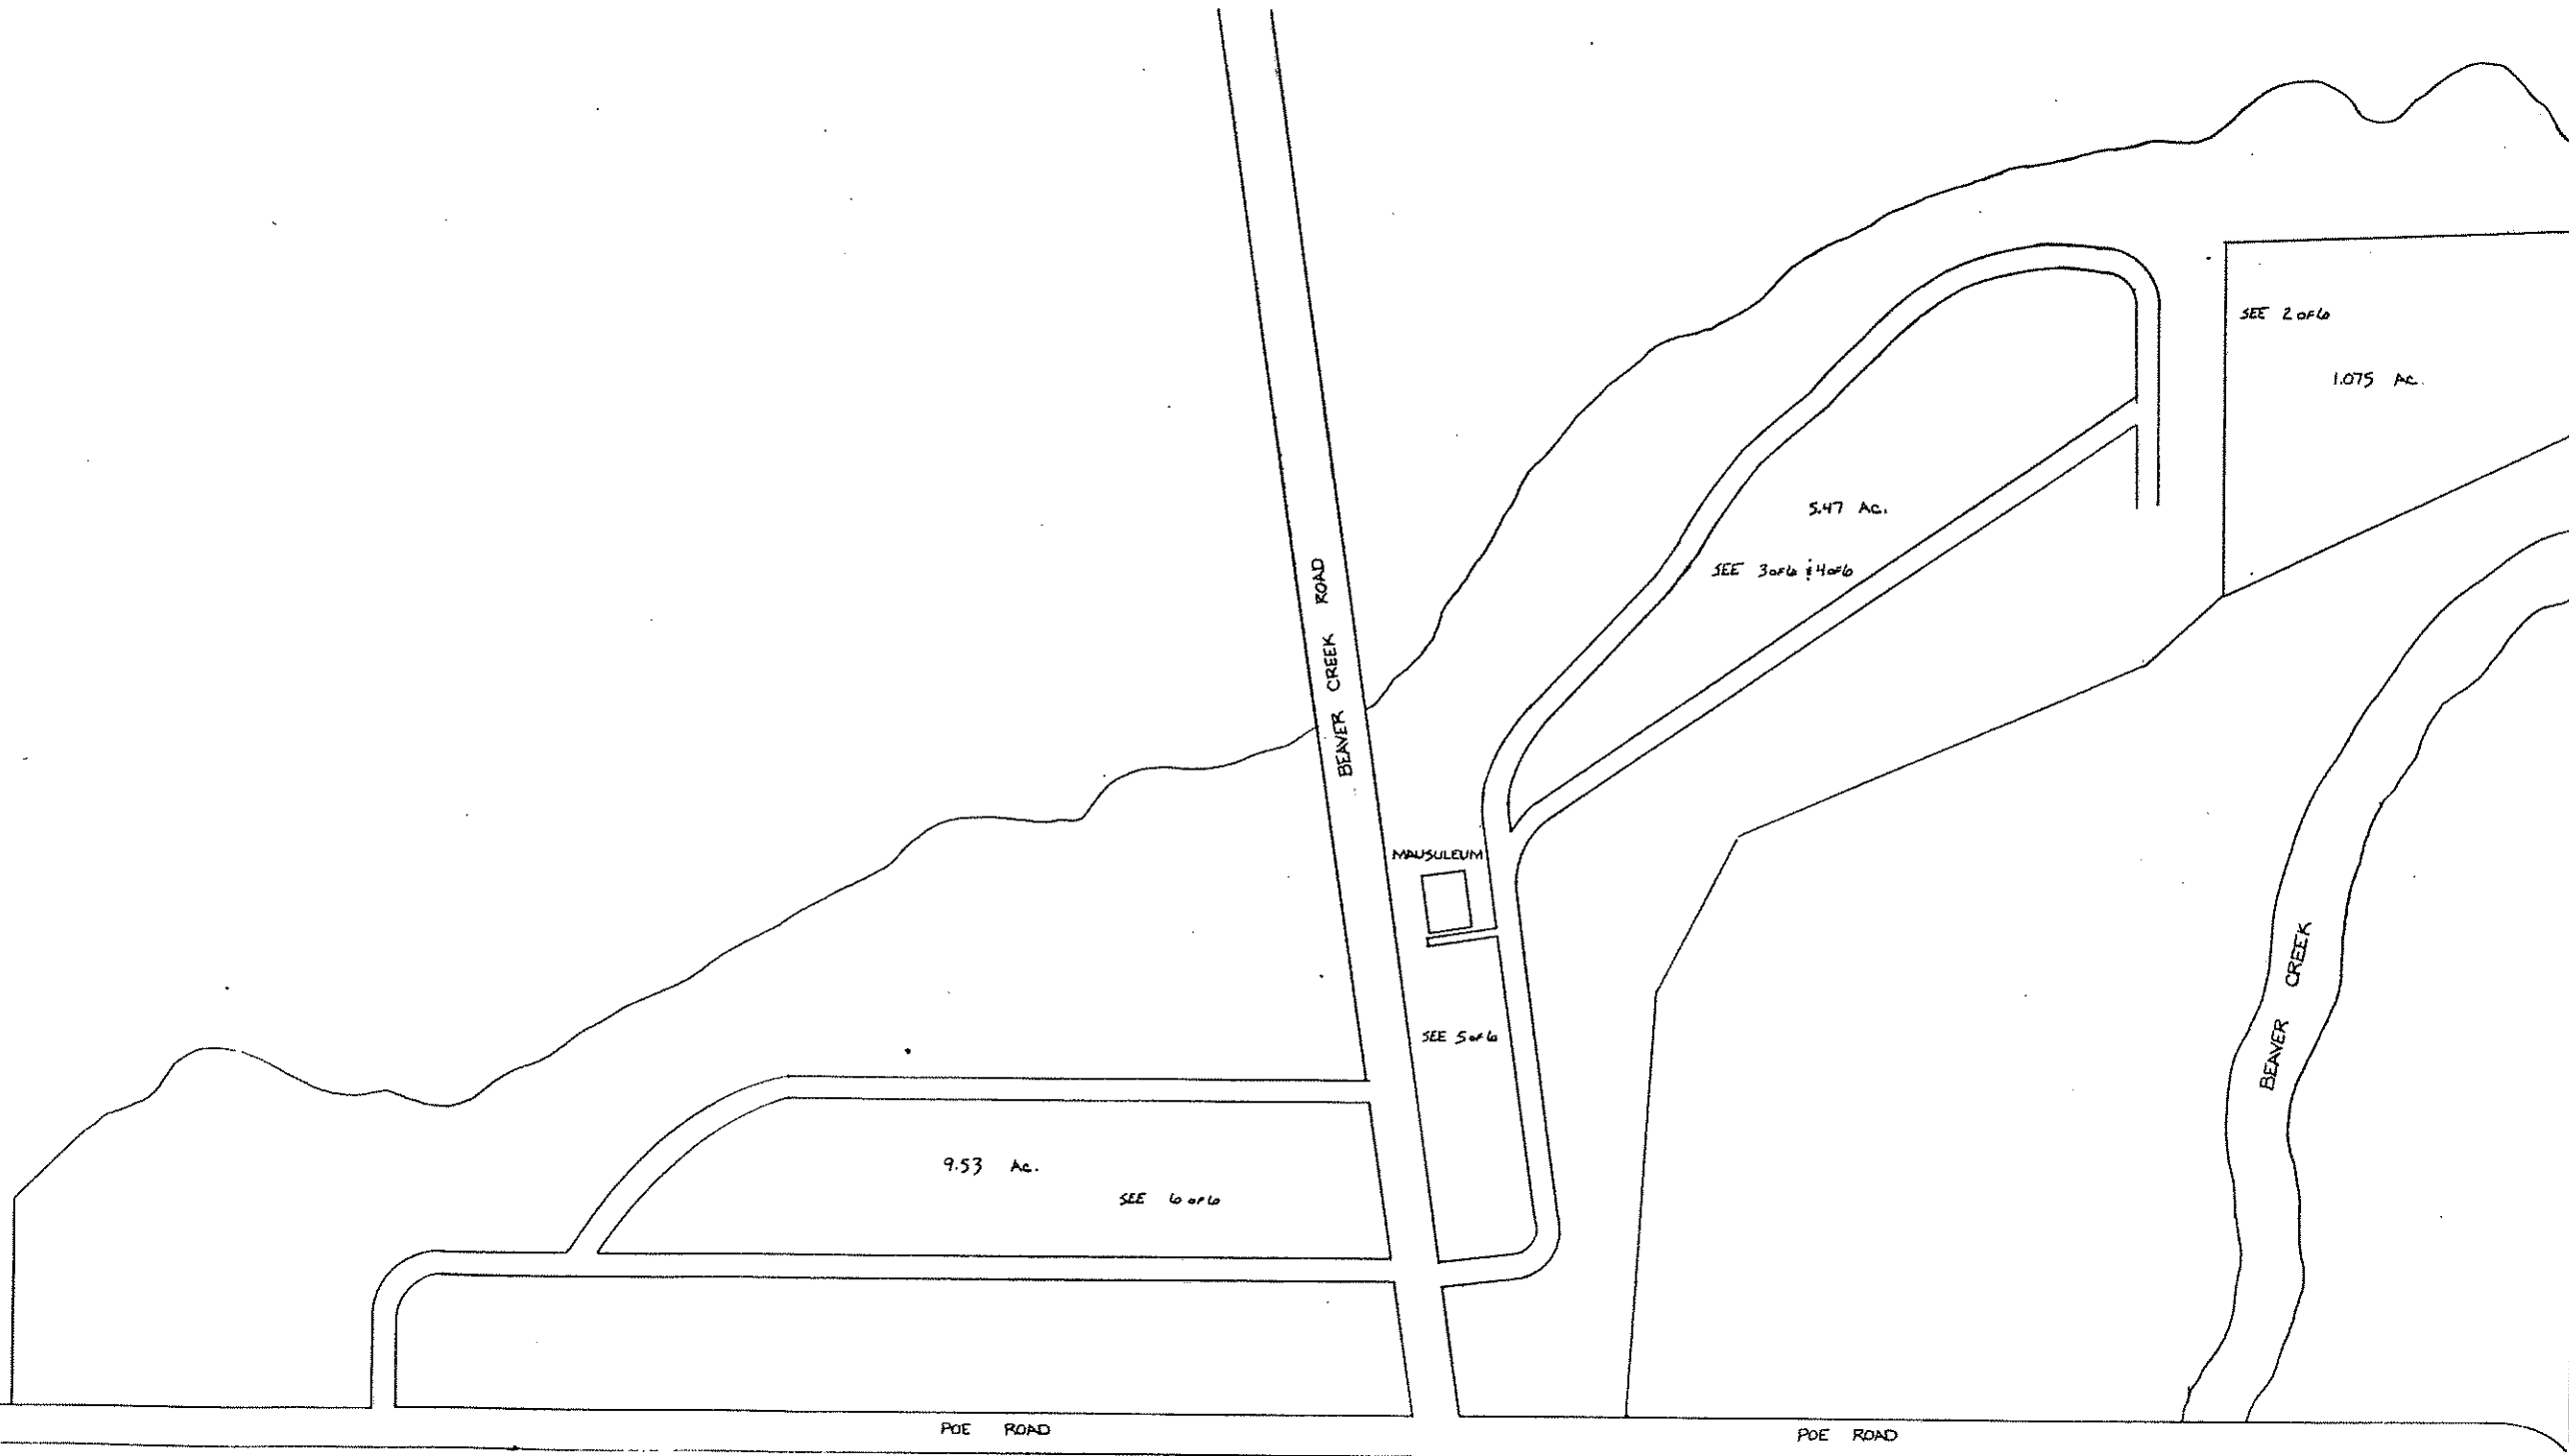 SEE 2 OF 6
1.075 AC.
5.47 AC.
SEE 3 OF 6 & 4 OF 6
BEAVER CREEK ROAD
MAUSULEUM
SEE 5 OF 6
BEAVER CREEK
9.53 AC.
SEE 6 OF 6
POE ROAD
POE ROAD